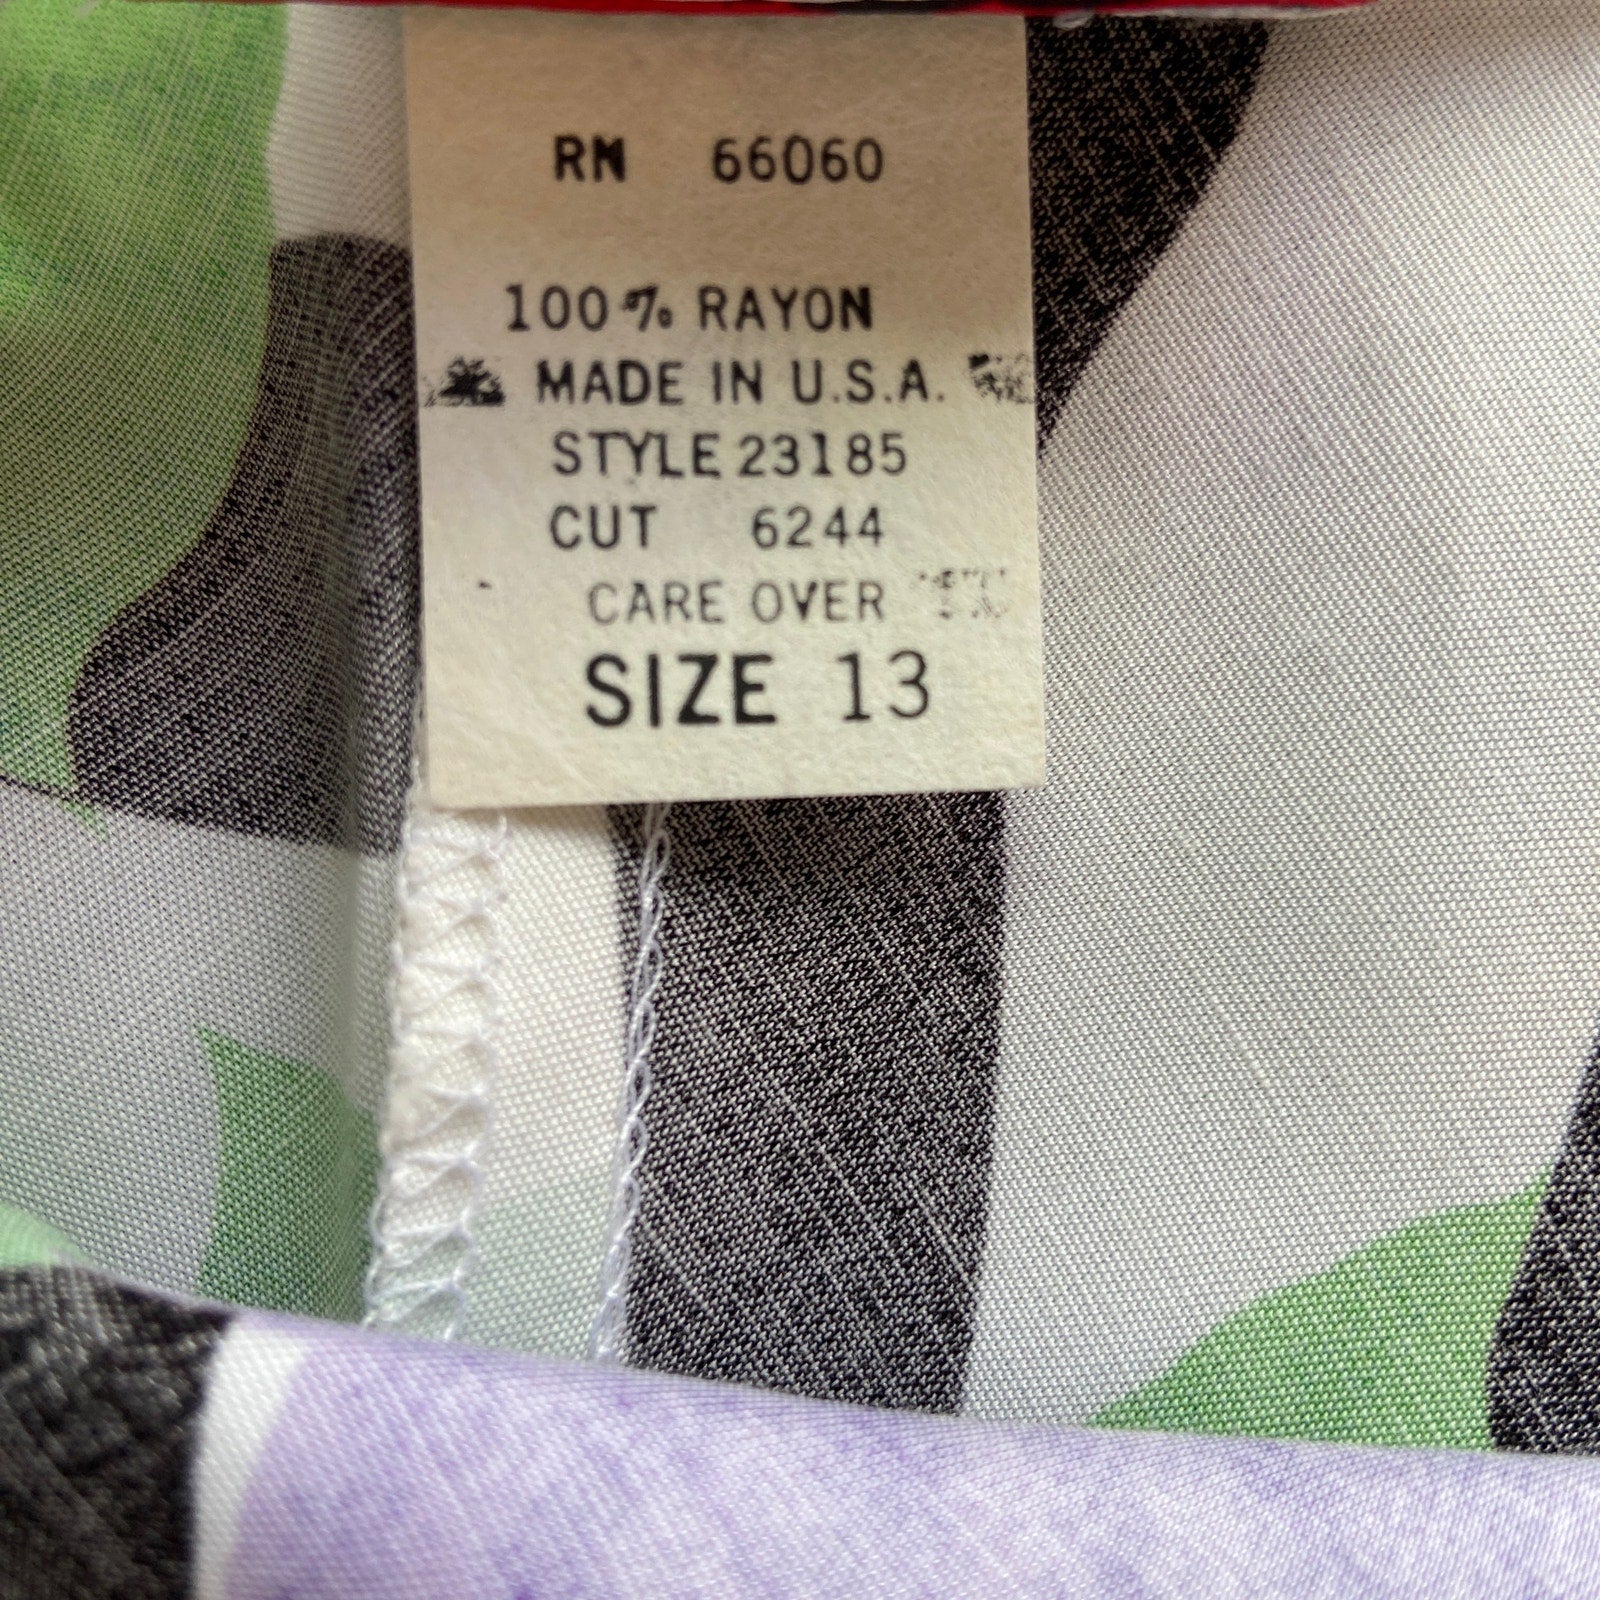 RN 66060
100% RAYON
MADE IN U.S.A.
STYLE 23185
CUT 6244
CARE OVER
SIZE 13